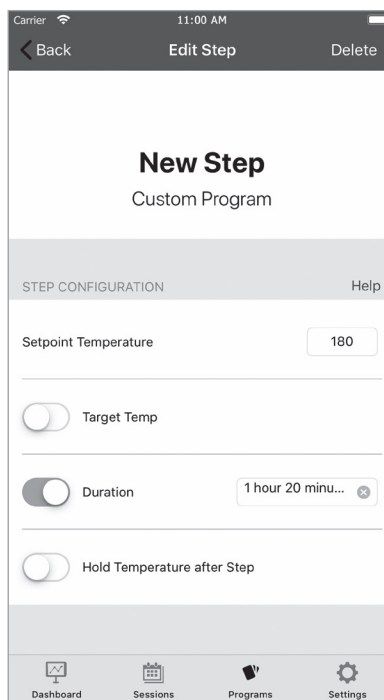 Carrier 11:00 AM
Back Edit Step Delete
New Step
Custom Program
STEP CONFIGURATION Help
Setpoint Temperature 180
Target Temp
Duration 1 hour 20 minu...
Hold Temperature after Step
Dashboard Sessions Programs Settings